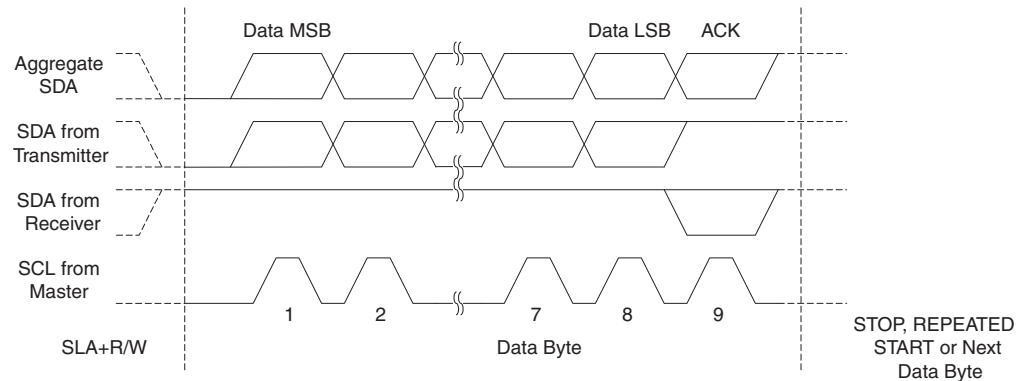 Data MSB
Data LSB
ACK
Aggregate
SDA
SDA from
Transmitter
SDA from
Receiver
SCL from
Master
1
2
7
8
9
SLA+R/W
Data Byte
STOP, REPEATED
START or Next
Data Byte